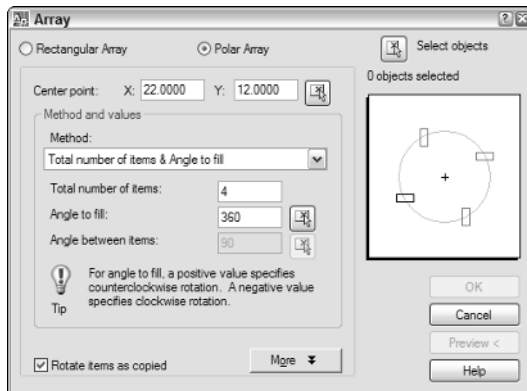 Array
Rectangular Array Polar Array Select objects
0 objects selected
Center point: X: 22.0000 Y: 12.0000
Method and values
Method:
Total number of items & Angle to fill
Total number of items: 4
Angle to fill: 360
Angle between items: 90
For angle to fill, a positive value specifies
counterclockwise rotation. A negative value
specifies clockwise rotation.
Tip
Rotate items as copied More
OK
Cancel
Preview <
Help